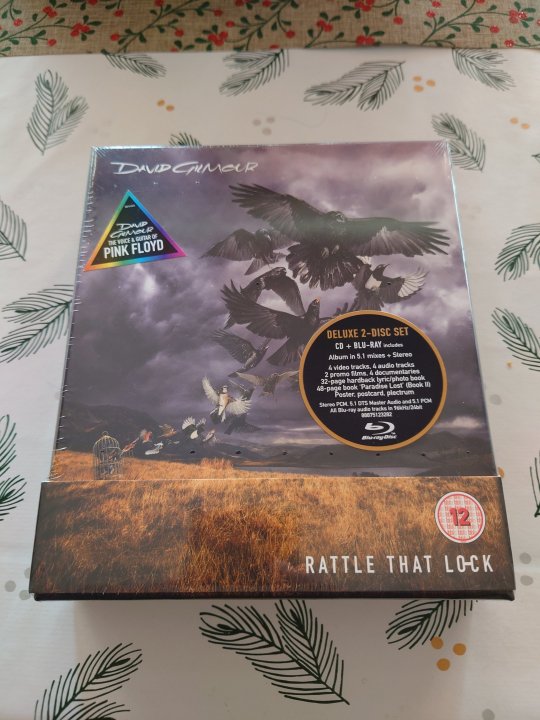 DAVID GILMOUR
DAVID
GILMOUR
THE VOICE & GUITAR OF
PINK FLOYD
DELUXE 2-DISC SET
CD + BLU-RAY includes
Album in 5.1 mixes + Stereo
4 video tracks, 4 audio tracks
2 promo films, 4 documentaries
32-page hardback lyric/photo book
48-page book 'Paradise Lost' (Book II)
Poster, postcard, plectrum
Stereo PCM, 5.1 DTS Master Audio and 5.1 PCM
All Blu-ray audio tracks in 96kHz/24bit
88875123282
Blu-ray Disc
12
RATTLE THAT LOCK